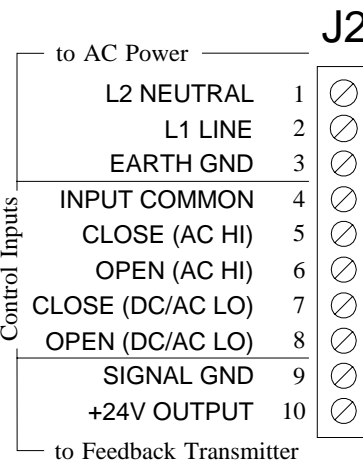 J2
to AC Power
L2 NEUTRAL 1
L1 LINE 2
EARTH GND 3
Control Inputs
INPUT COMMON 4
CLOSE (AC HI) 5
OPEN (AC HI) 6
CLOSE (DC/AC LO) 7
OPEN (DC/AC LO) 8
SIGNAL GND 9
+24V OUTPUT 10
to Feedback Transmitter